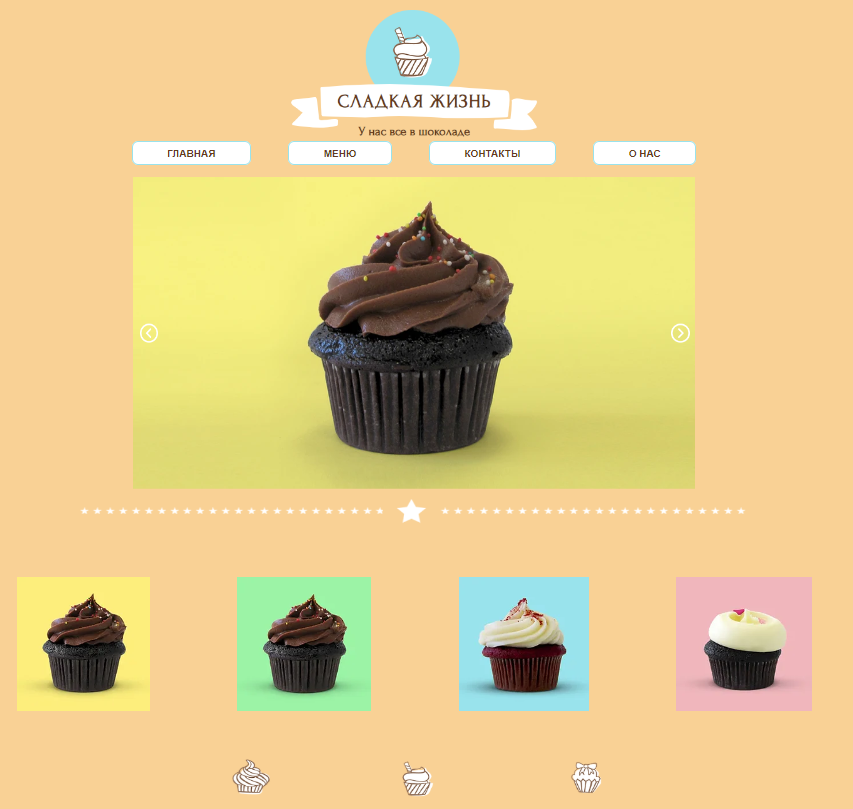 СЛАДКАЯ ЖИЗНЬ
У нас все в шоколаде
ГЛАВНАЯ МЕНЮ КОНТАКТЫ О НАС